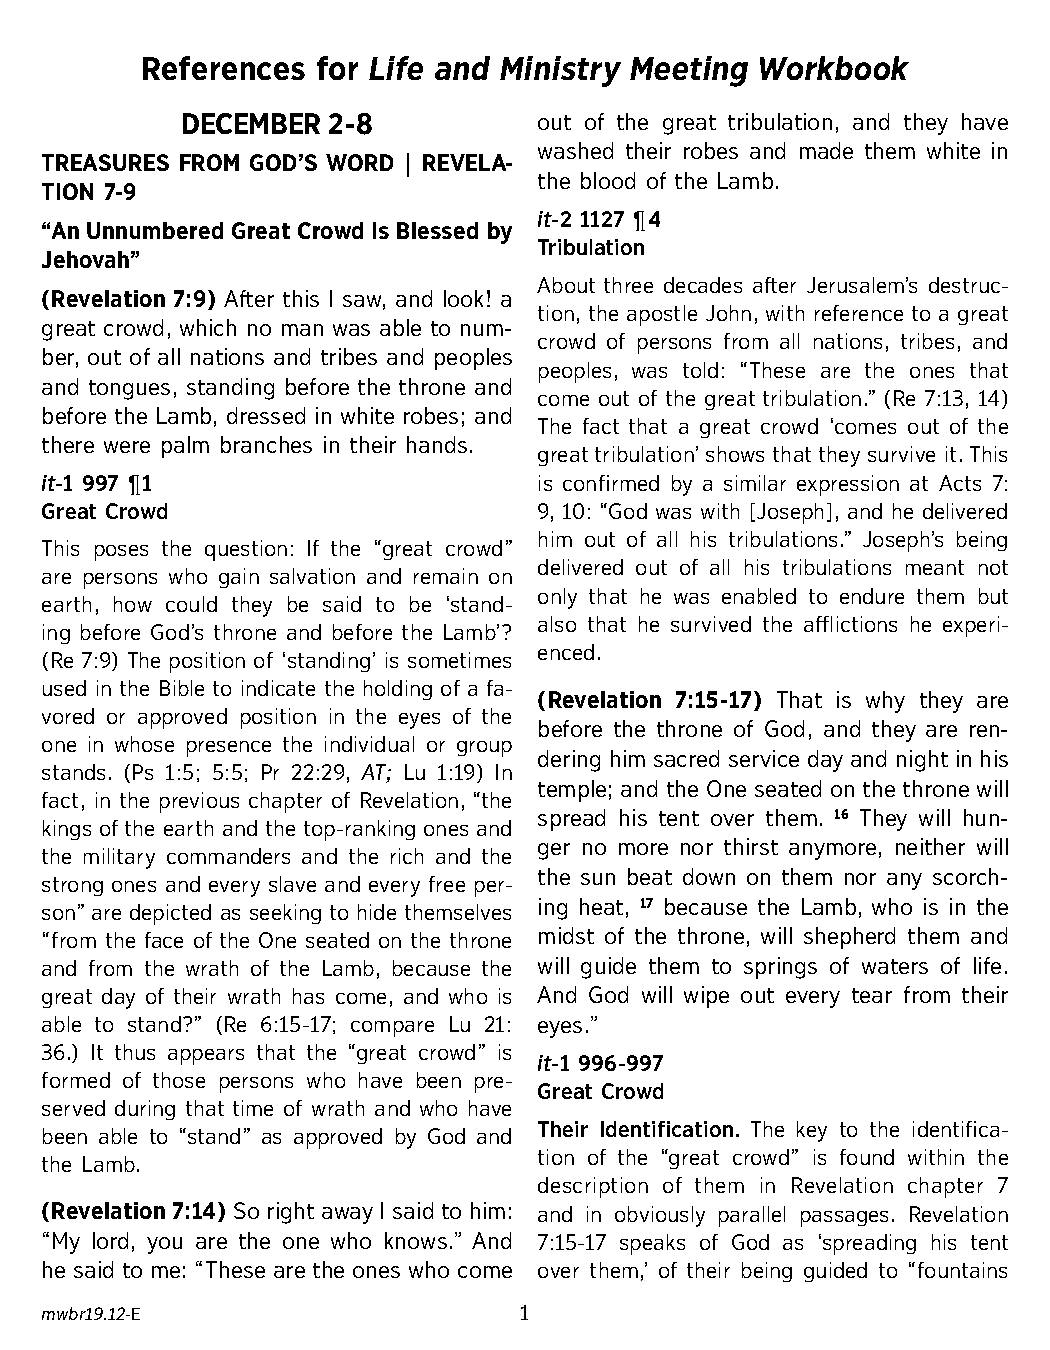 References for Life and Ministry Meeting Workbook
DECEMBER 2-8
TREASURES FROM GOD’S WORD | REVELA-
TION 7-9
“An Unnumbered Great Crowd Is Blessed by
Jehovah”
(Revelation 7:9) After this I saw, and look! a
great crowd, which no man was able to num-
ber, out of all nations and tribes and peoples
and tongues, standing before the throne and
before the Lamb, dressed in white robes; and
there were palm branches in their hands.
it-1 997 ¶1
Great Crowd
This poses the question: If the “great crowd”
are persons who gain salvation and remain on
earth, how could they be said to be ‘stand-
ing before God’s throne and before the Lamb’?
(Re 7:9) The position of ‘standing’ is sometimes
used in the Bible to indicate the holding of a fa-
vored or approved position in the eyes of the
one in whose presence the individual or group
stands. (Ps 1:5; 5:5; Pr 22:29, AT; Lu 1:19) In
fact, in the previous chapter of Revelation, “the
kings of the earth and the top-ranking ones and
the military commanders and the rich and the
strong ones and every slave and every free per-
son” are depicted as seeking to hide themselves
“from the face of the One seated on the throne
and from the wrath of the Lamb, because the
great day of their wrath has come, and who is
able to stand?” (Re 6:15-17; compare Lu 21:
36.) It thus appears that the “great crowd” is
formed of those persons who have been pre-
served during that time of wrath and who have
been able to “stand” as approved by God and
the Lamb.
(Revelation 7:14) So right away I said to him:
“My lord, you are the one who knows.” And
he said to me: “These are the ones who come
out of the great tribulation, and they have
washed their robes and made them white in
the blood of the Lamb.
it-2 1127 ¶4
Tribulation
About three decades after Jerusalem’s destruc-
tion, the apostle John, with reference to a great
crowd of persons from all nations, tribes, and
peoples, was told: “These are the ones that
come out of the great tribulation.” (Re 7:13, 14)
The fact that a great crowd ‘comes out of the
great tribulation’ shows that they survive it. This
is confirmed by a similar expression at Acts 7:
9, 10: “God was with [Joseph], and he delivered
him out of all his tribulations.” Joseph’s being
delivered out of all his tribulations meant not
only that he was enabled to endure them but
also that he survived the afflictions he experi-
enced.
(Revelation 7:15-17) That is why they are
before the throne of God, and they are ren-
dering him sacred service day and night in his
temple; and the One seated on the throne will
spread his tent over them. 16 They will hun-
ger no more nor thirst anymore, neither will
the sun beat down on them nor any scorch-
ing heat, 17 because the Lamb, who is in the
midst of the throne, will shepherd them and
will guide them to springs of waters of life.
And God will wipe out every tear from their
eyes.”
it-1 996-997
Great Crowd
Their Identification. The key to the identifica-
tion of the “great crowd” is found within the
description of them in Revelation chapter 7
and in obviously parallel passages. Revelation
7:15-17 speaks of God as ‘spreading his tent
over them,’ of their being guided to “fountains
mwbr19.12-E
1